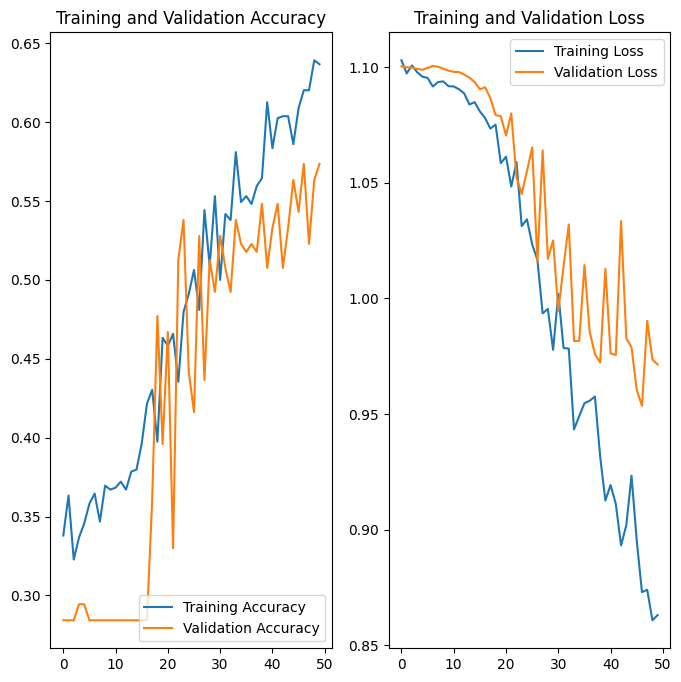 Training and Validation Accuracy
0.65
0.60
0.55
0.50
0.45
0.40
0.35
0.30
Training Accuracy
Validation Accuracy
0 10 20 30 40 50
Training and Validation Loss
Training Loss
Validation Loss
1.10
1.05
1.00
0.95
0.90
0.85
0 10 20 30 40 50